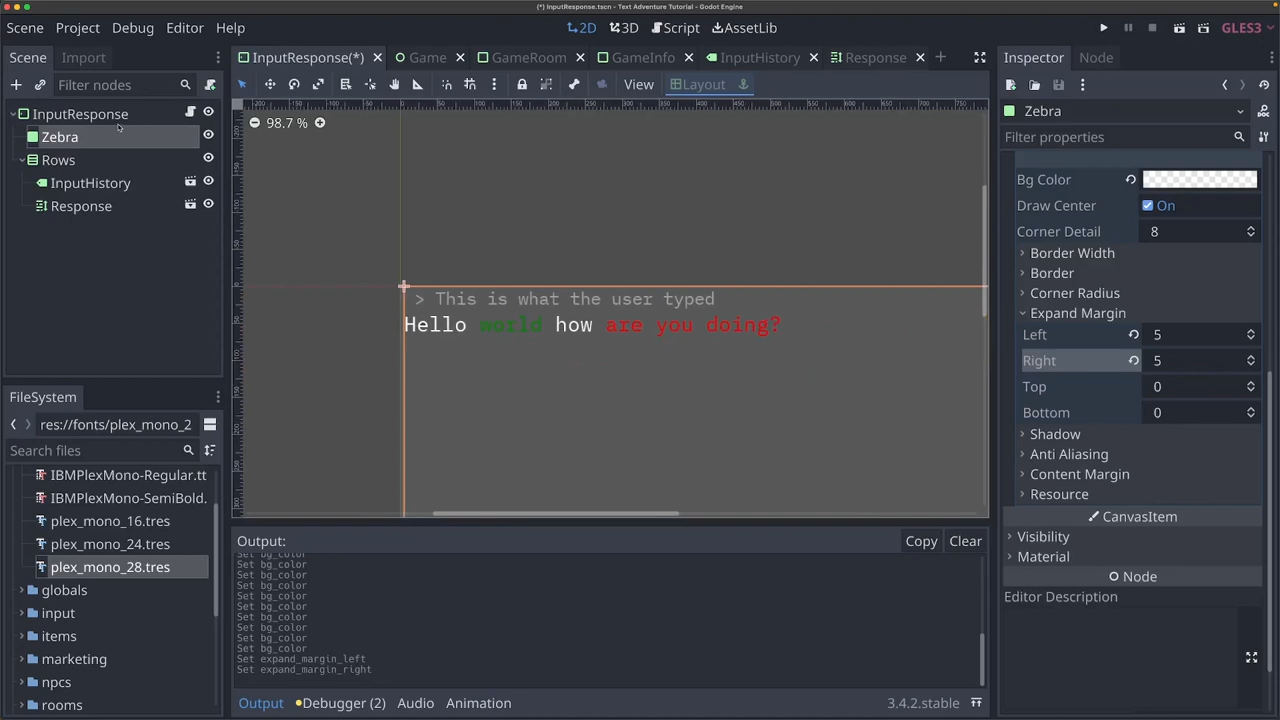 (*) InputResponse.tscn - Text Adventure Tutorial - Godot Engine
Scene Project Debug Editor Help
2D 3D Script AssetLib
GLES3
Scene Import
InputResponse(*) Game GameRoom GameInfo InputHistory Response
Inspector Node
Filter nodes
View Layout
InputResponse
Zebra
Rows
InputHistory
Response
98.7 %
> This is what the user typed
Hello world how are you doing?
Zebra
Filter properties
Bg Color
Draw Center On
Corner Detail 8
Border Width
Border
Corner Radius
Expand Margin
Left 5
Right 5
Top 0
Bottom 0
Shadow
Anti Aliasing
Content Margin
Resource
CanvasItem
Visibility
Material
Node
Editor Description
FileSystem
res://fonts/plex_mono_2
Search files
IBMPlexMono-Regular.tt
IBMPlexMono-SemiBold.
plex_mono_16.tres
plex_mono_24.tres
plex_mono_28.tres
globals
input
items
marketing
npcs
rooms
Output: Copy Clear
Set bg_color
Set bg_color
Set bg_color
Set bg_color
Set bg_color
Set bg_color
Set bg_color
Set bg_color
Set bg_color
Set bg_color
Set expand_margin_left
Set expand_margin_right
Output Debugger (2) Audio Animation 3.4.2.stable